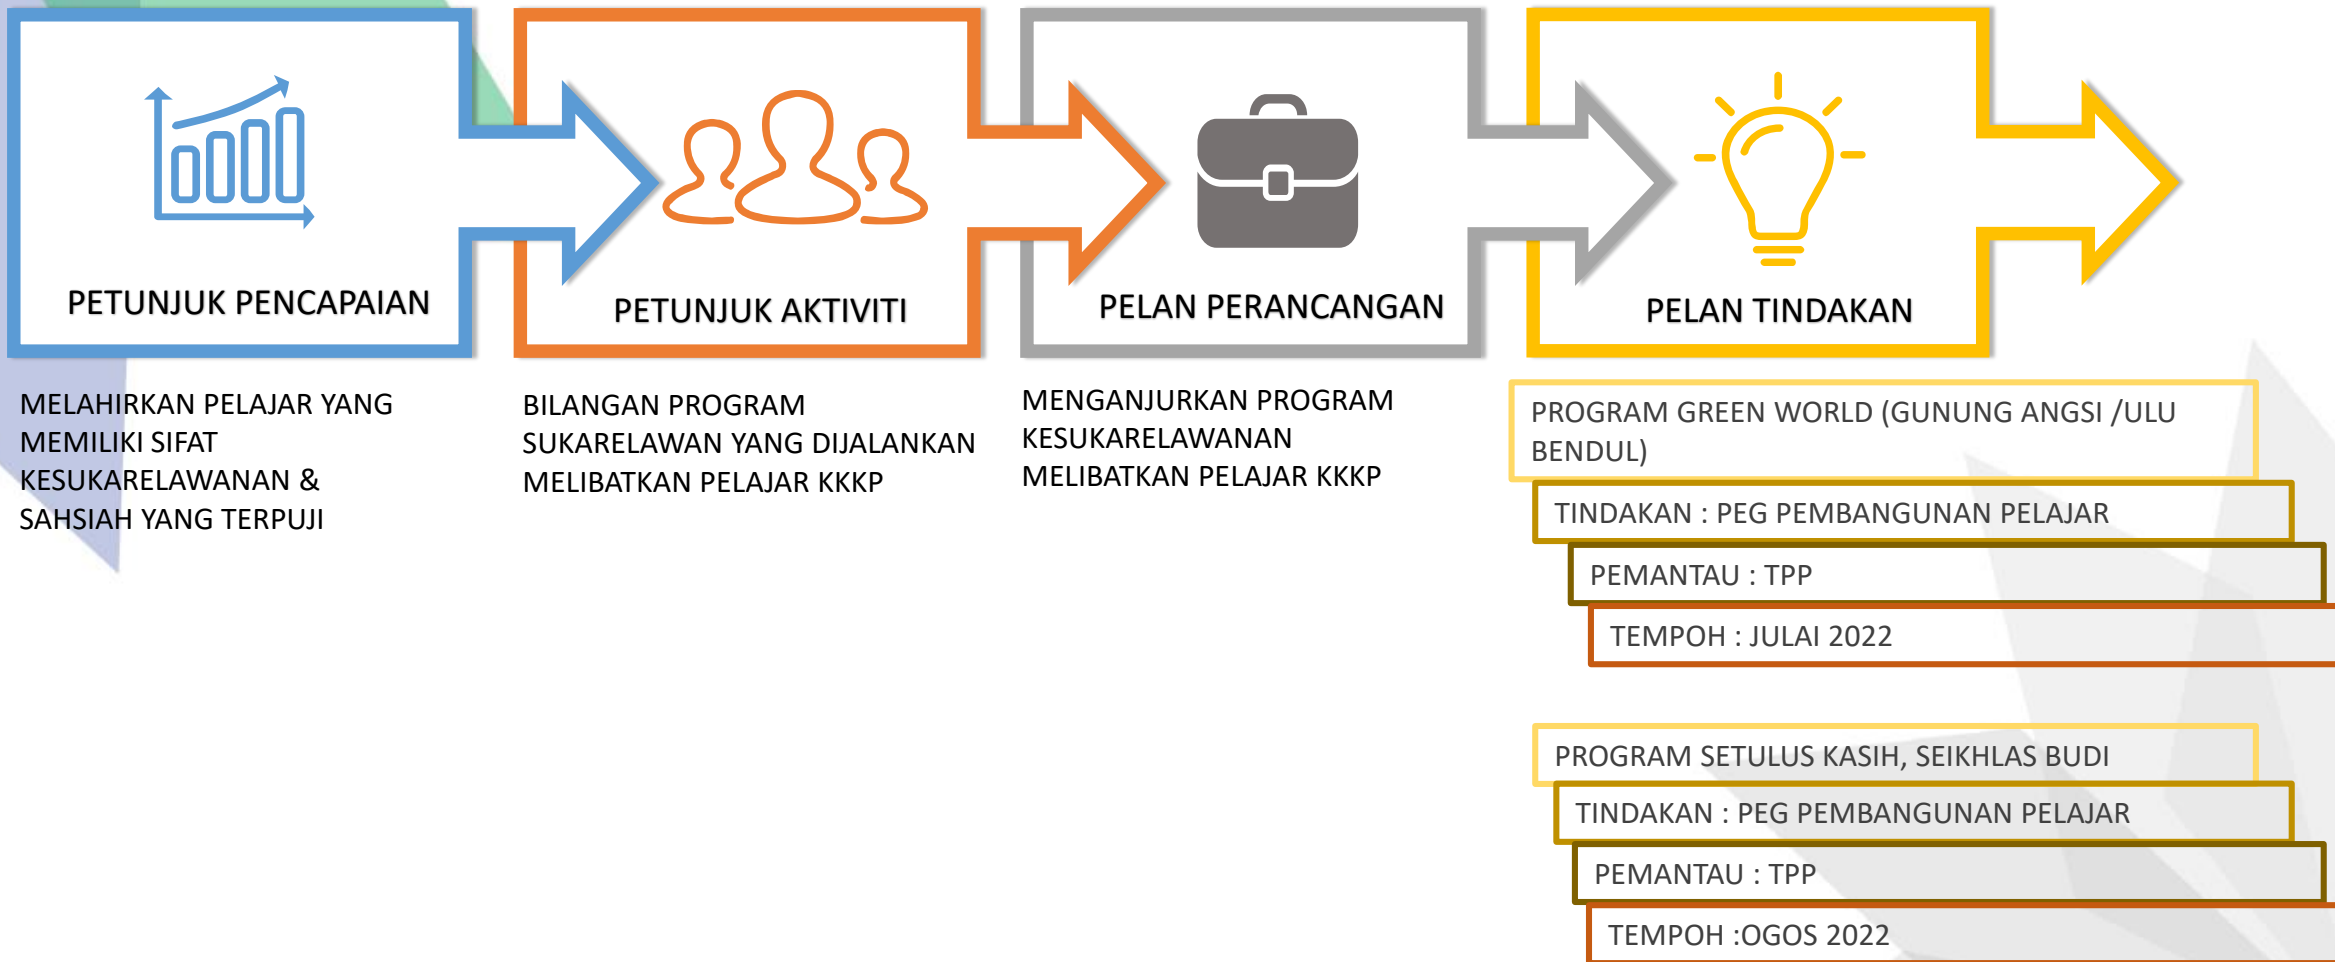 PETUNJUK PENCAPAIAN
PETUNJUK AKTIVITI
PELAN PERANCANGAN
PELAN TINDAKAN
MELAHIRKAN PELAJAR YANG
MEMILIKI SIFAT
KESUKARELAWANAN &
SAHSIAH YANG TERPUJI
BILANGAN PROGRAM
SUKARELAWAN YANG DIJALANKAN
MELIBATKAN PELAJAR KKKP
MENGANJURKAN PROGRAM
KESUKARELAWANAN
MELIBATKAN PELAJAR KKKP
PROGRAM GREEN WORLD (GUNUNG ANGSI /ULU
BENDUL)
TINDAKAN : PEG PEMBANGUNAN PELAJAR
PEMANTAU : TPP
TEMPOH : JULAI 2022
PROGRAM SETULUS KASIH, SEIKHLAS BUDI
TINDAKAN : PEG PEMBANGUNAN PELAJAR
PEMANTAU : TPP
TEMPOH :OGOS 2022